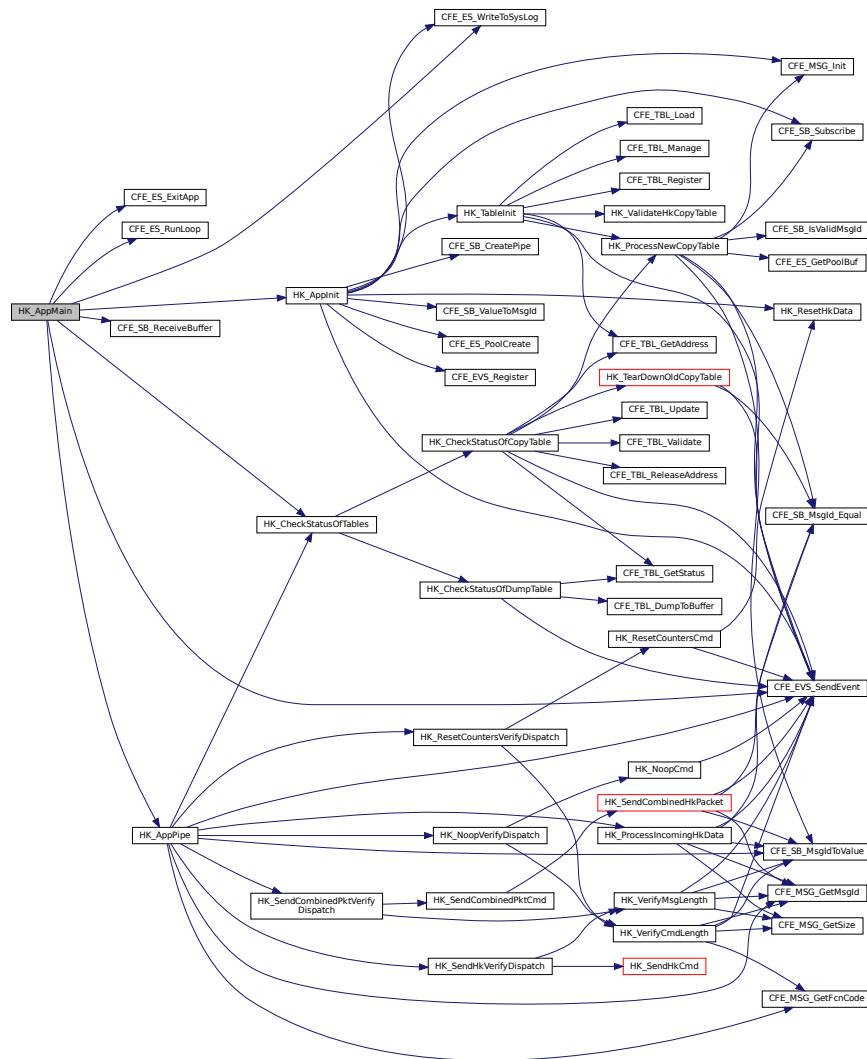 CFE_ES_WriteToSysLog
CFE_MSG_Init
CFE_TBL_Load
CFE_SB_Subscribe
CFE_TBL_Manage
CFE_TBL_Register
CFE_ES_ExitApp
HK_TableInit
HK_ValidateHkCopyTable
CFE_SB_IsValidMsgId
CFE_ES_RunLoop
CFE_SB_CreatePipe
HK_ProcessNewCopyTable
CFE_ES_GetPoolBuf
HK_AppInit
HK_AppMain
CFE_SB_ValueToMsgId
HK_ResetHkData
CFE_SB_ReceiveBuffer
CFE_ES_PoolCreate
CFE_TBL_GetAddress
CFE_EVS_Register
HK_TearDownOldCopyTable
CFE_TBL_Update
HK_CheckStatusOfCopyTable
CFE_TBL_Validate
CFE_TBL_ReleaseAddress
CFE_SB_MsgId_Equal
HK_CheckStatusOfTables
CFE_TBL_GetStatus
HK_CheckStatusOfDumpTable
CFE_TBL_DumpToBuffer
HK_ResetCountersCmd
CFE_EVS_SendEvent
HK_ResetCountersVerifyDispatch
HK_NoopCmd
HK_SendCombinedHkPacket
HK_AppPipe
HK_NoopVerifyDispatch
HK_ProcessIncomingHkData
CFE_SB_MsgIdToValue
HK_SendCombinedPktVerify
Dispatch
HK_SendCombinedPktCmd
HK_VerifyMsgLength
CFE_MSG_GetMsgId
CFE_MSG_GetSize
HK_VerifyCmdLength
HK_SendHkVerifyDispatch
HK_SendHkCmd
CFE_MSG_GetFcnCode